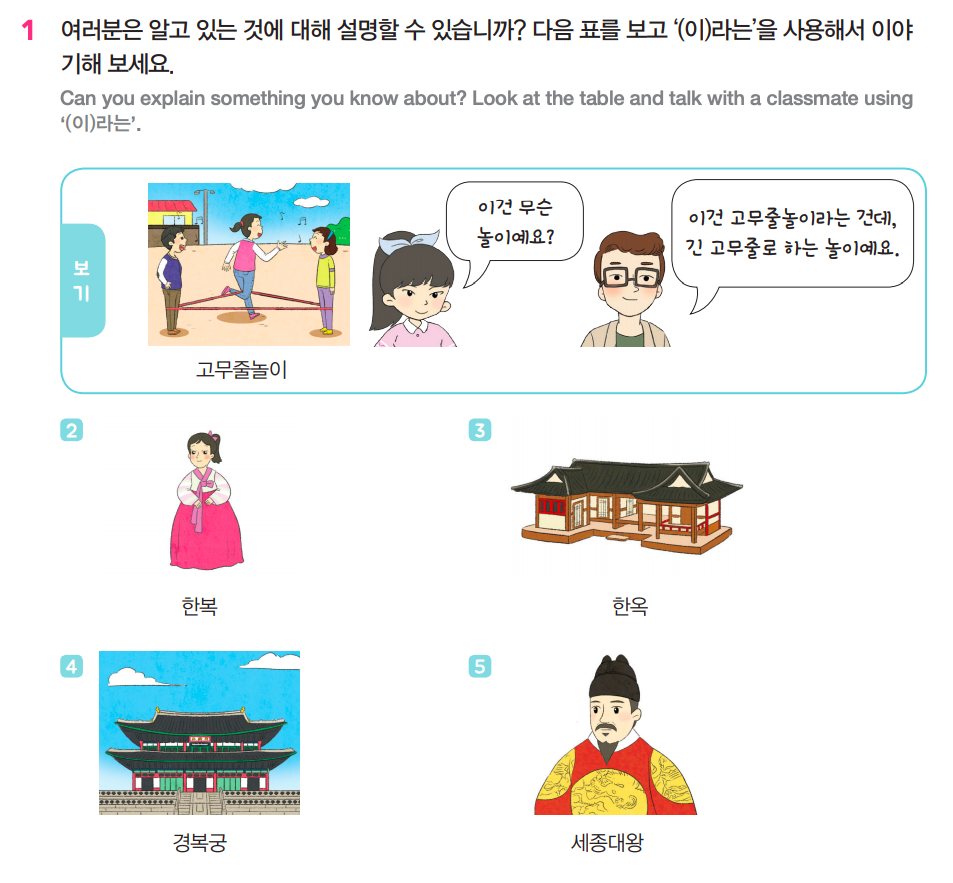 1 여러분은 알고 있는 것에 대해 설명할 수 있습니까? 다음 표를 보고 ‘(이)라는’을 사용해서 이야
기해 보세요.
Can you explain something you know about? Look at the table and talk with a classmate using
‘(이)라는’.
보
기
이건 무슨
놀이예요?
이건 고무줄놀이라는 건데,
긴 고무줄로 하는 놀이예요.
고무줄놀이
2
3
한복
한옥
4
5
경복궁
세종대왕